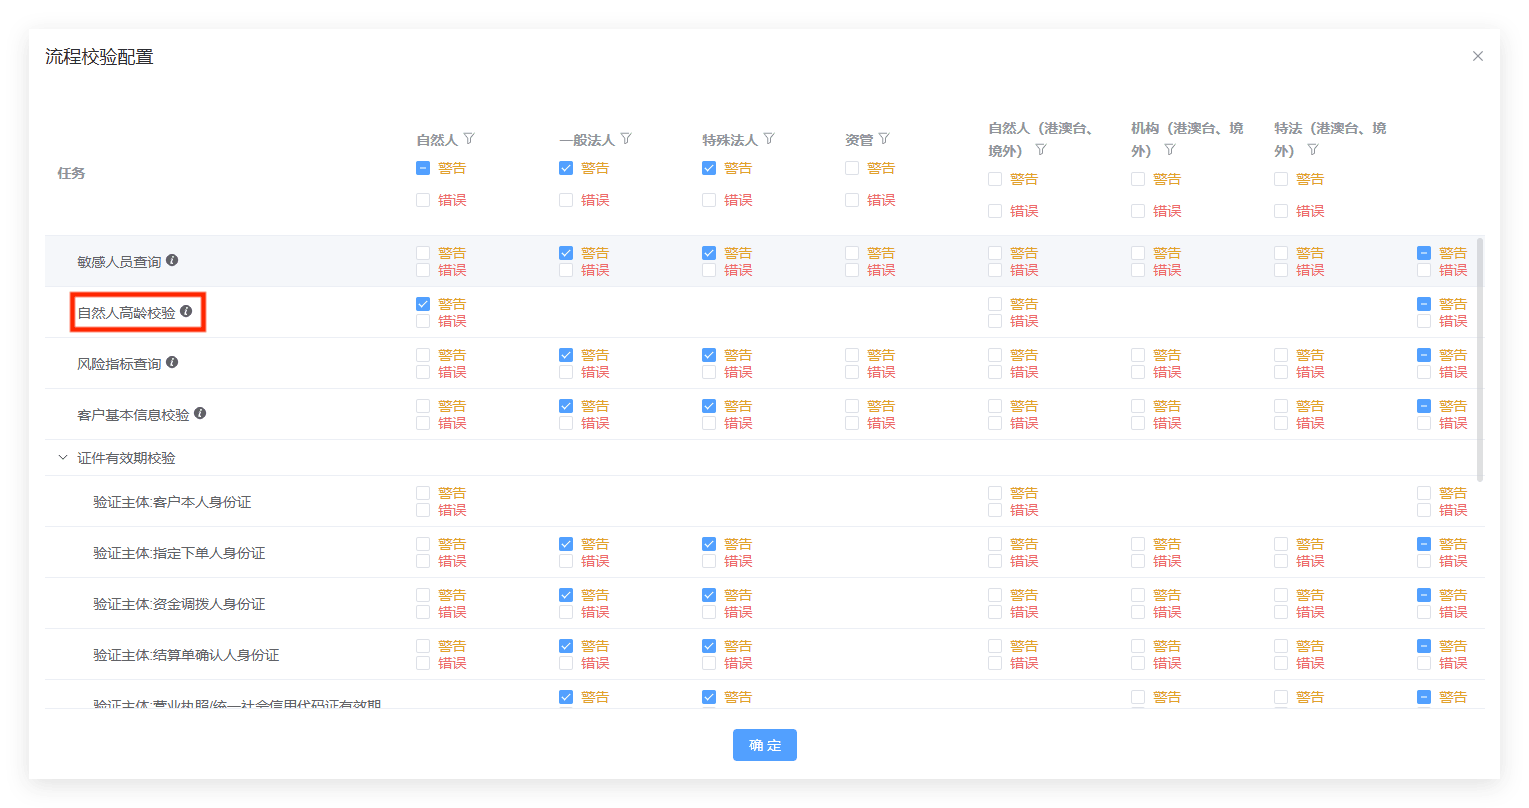 流程校验配置
任务
自然人
警告
错误
一般法人
警告
错误
特殊法人
警告
错误
资管
警告
错误
自然人（港澳台、
境外）
警告
错误
机构（港澳台、境
外）
警告
错误
特法（港澳台、境
外）
警告
错误
敏感人员查询
警告 警告 警告 警告 警告 警告 警告 警告
错误 错误 错误 错误 错误 错误 错误 错误
自然人高龄校验
警告 警告 警告
错误 错误 错误
风险指标查询
警告 警告 警告 警告 警告 警告 警告 警告
错误 错误 错误 错误 错误 错误 错误 错误
客户基本信息校验
警告 警告 警告 警告 警告 警告 警告 警告
错误 错误 错误 错误 错误 错误 错误 错误
证件有效期校验
验证主体:客户本人身份证
警告 警告 警告
错误 错误 错误
验证主体:指定下单人身份证
警告 警告 警告 警告 警告 警告 警告
错误 错误 错误 错误 错误 错误 错误
验证主体:资金调拨人身份证
警告 警告 警告 警告 警告 警告 警告
错误 错误 错误 错误 错误 错误 错误
验证主体:结算单确认人身份证
警告 警告 警告 警告 警告 警告 警告
错误 错误 错误 错误 错误 错误 错误
验证主体:营业执照/统一社会信用代码证有效期
警告 警告 警告 警告 警告
确 定